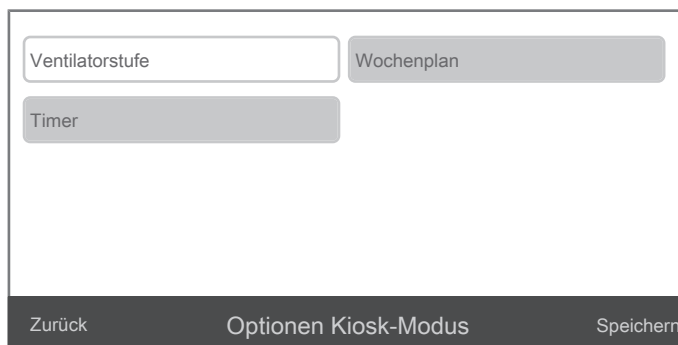 Ventilatorstufe
Wochenplan
Timer
Zurück
Optionen Kiosk-Modus
Speichern